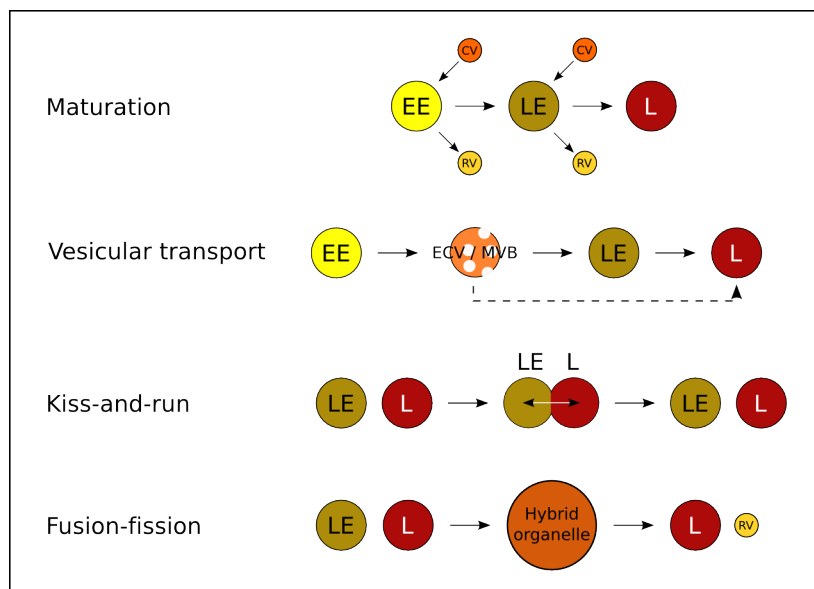 CV CV
Maturation EE LE L
RV RV
Vesicular transport EE ECV / MVB LE L
LE L
Kiss-and-run LE L LE L
Fusion-fission LE L Hybrid organelle L RV